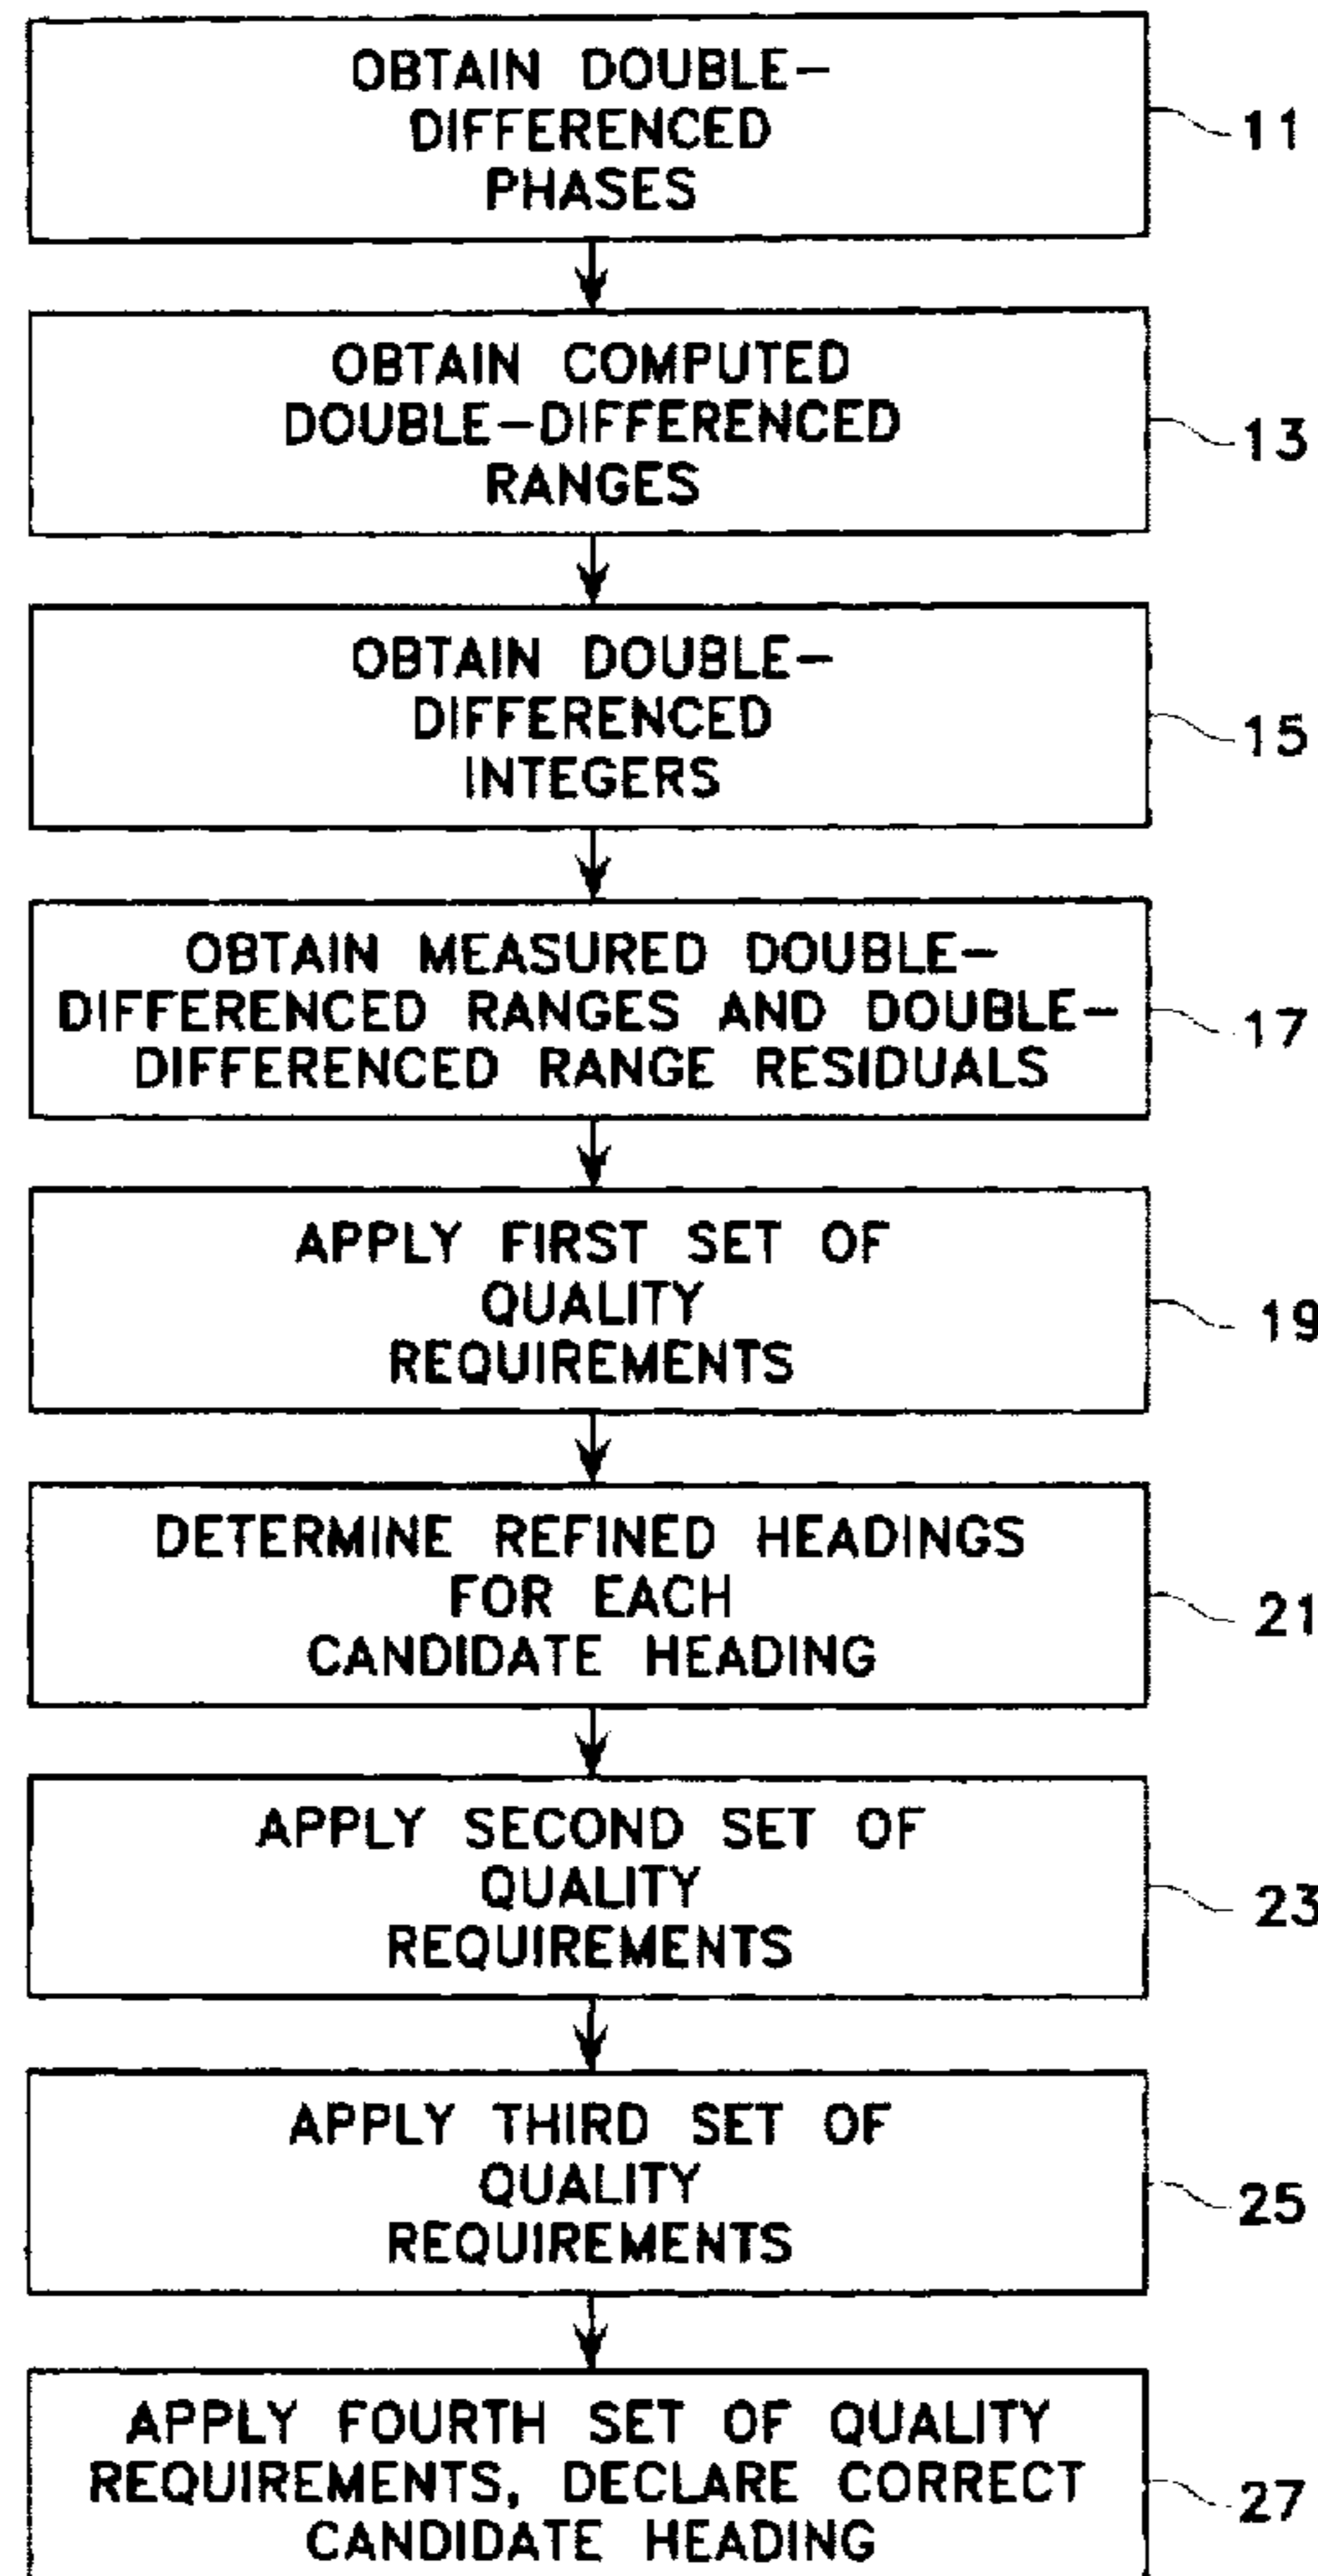 OBTAIN DOUBLE-
DIFFERENCED
PHASES
11
OBTAIN COMPUTED
DOUBLE-DIFFERENCED
RANGES
13
OBTAIN DOUBLE-
DIFFERENCED
INTEGERS
15
OBTAIN MEASURED DOUBLE-
DIFFERENCED RANGES AND DOUBLE-
DIFFERENCED RANGE RESIDUALS
17
APPLY FIRST SET OF
QUALITY
REQUIREMENTS
19
DETERMINE REFINED HEADINGS
FOR EACH
CANDIDATE HEADING
21
APPLY SECOND SET OF
QUALITY
REQUIREMENTS
23
APPLY THIRD SET OF
QUALITY
REQUIREMENTS
25
APPLY FOURTH SET OF QUALITY
REQUIREMENTS, DECLARE CORRECT
CANDIDATE HEADING
27